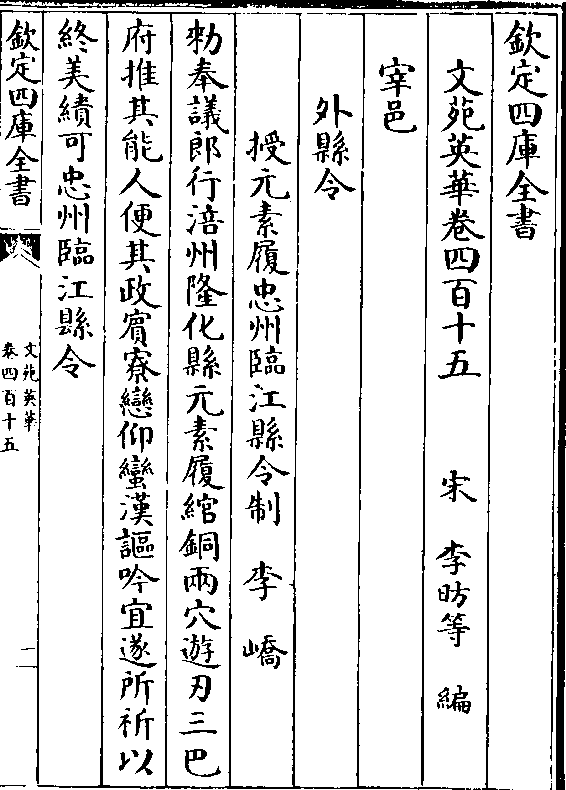 欽定四庫全書
文苑英華卷四百十五　宋　李昉等　編
宰邑
外縣令
授元素履忠州臨江縣令制　李嶠
勑奉議郎行涪州隆化縣元素履綰銅兩穴遊刃三巴
府推其能人便其政賓寮戀仰蠻漢謳吟宜遂所祈以
終美績可忠州臨江縣令
欽定四庫全書
文苑英華
卷四百十五